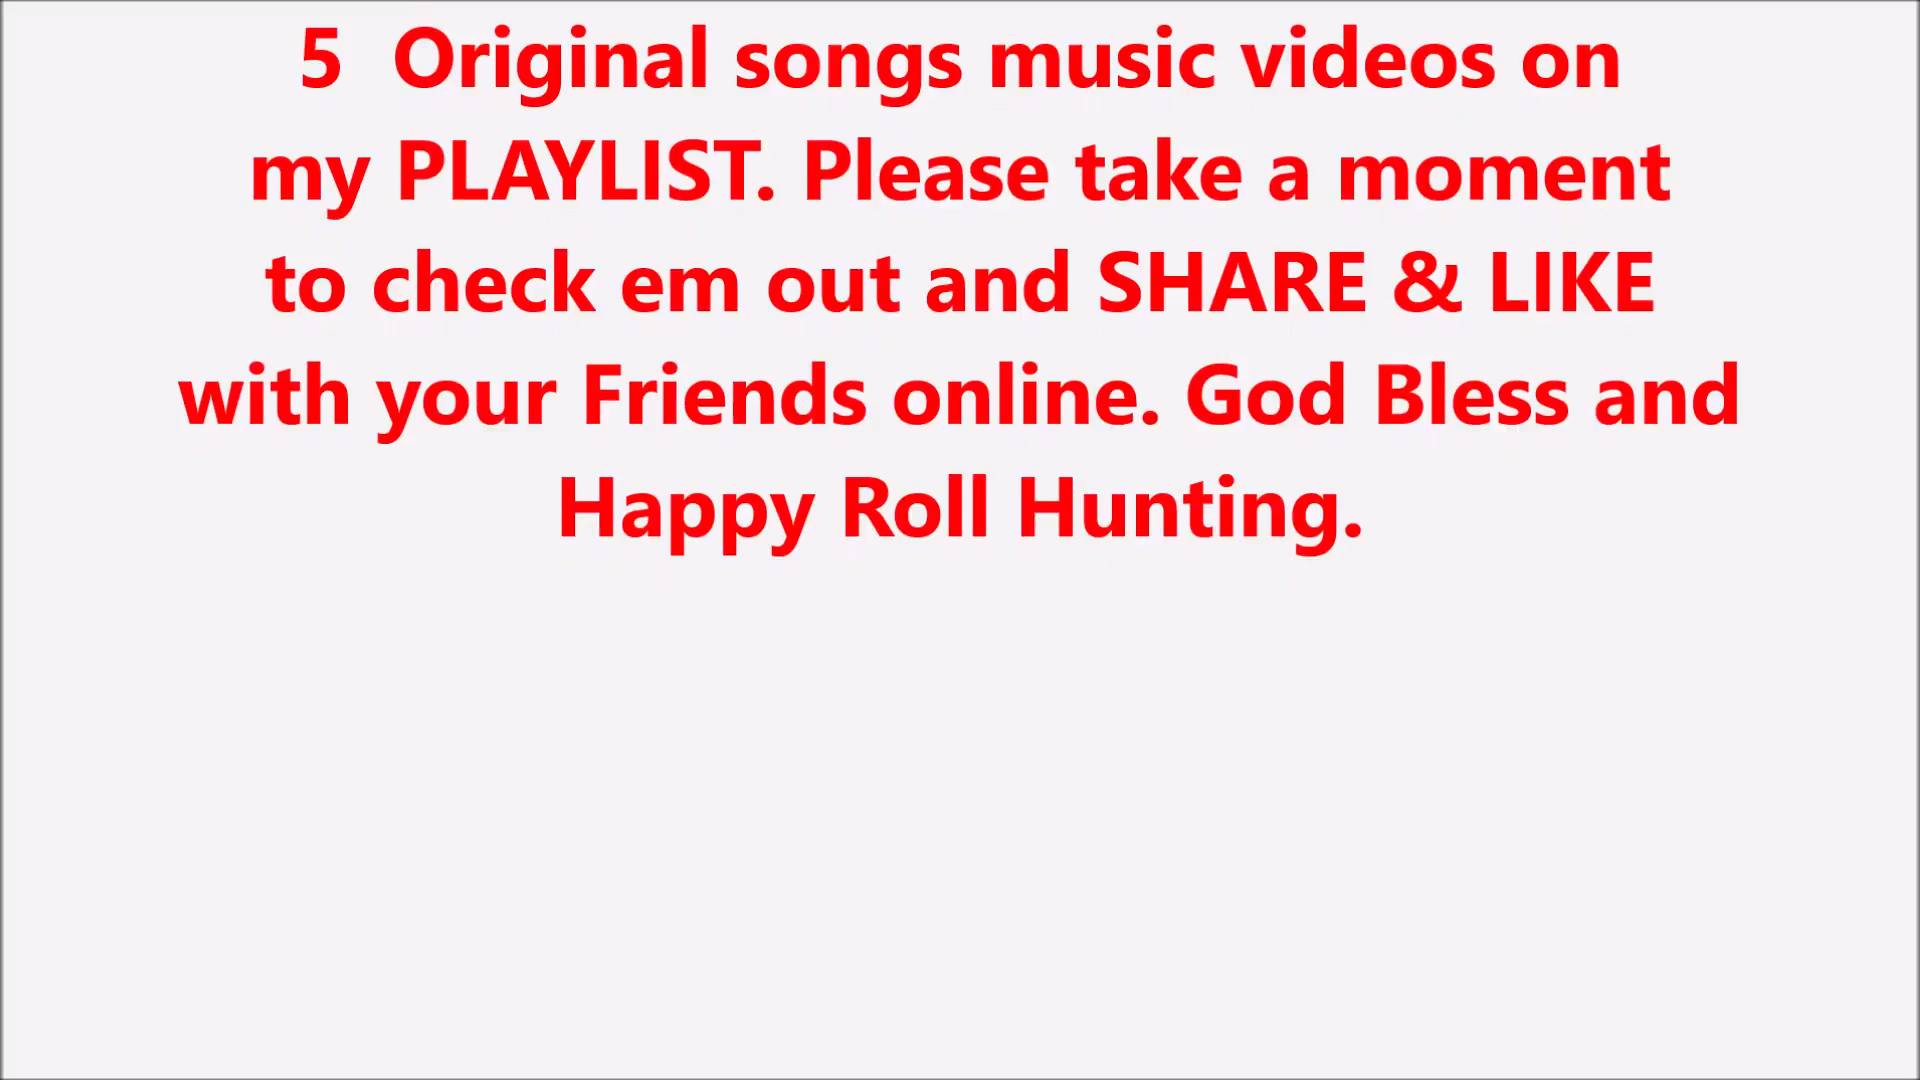 5  Original songs music videos on
my PLAYLIST. Please take a moment
to check em out and SHARE & LIKE
with your Friends online. God Bless and
Happy Roll Hunting.